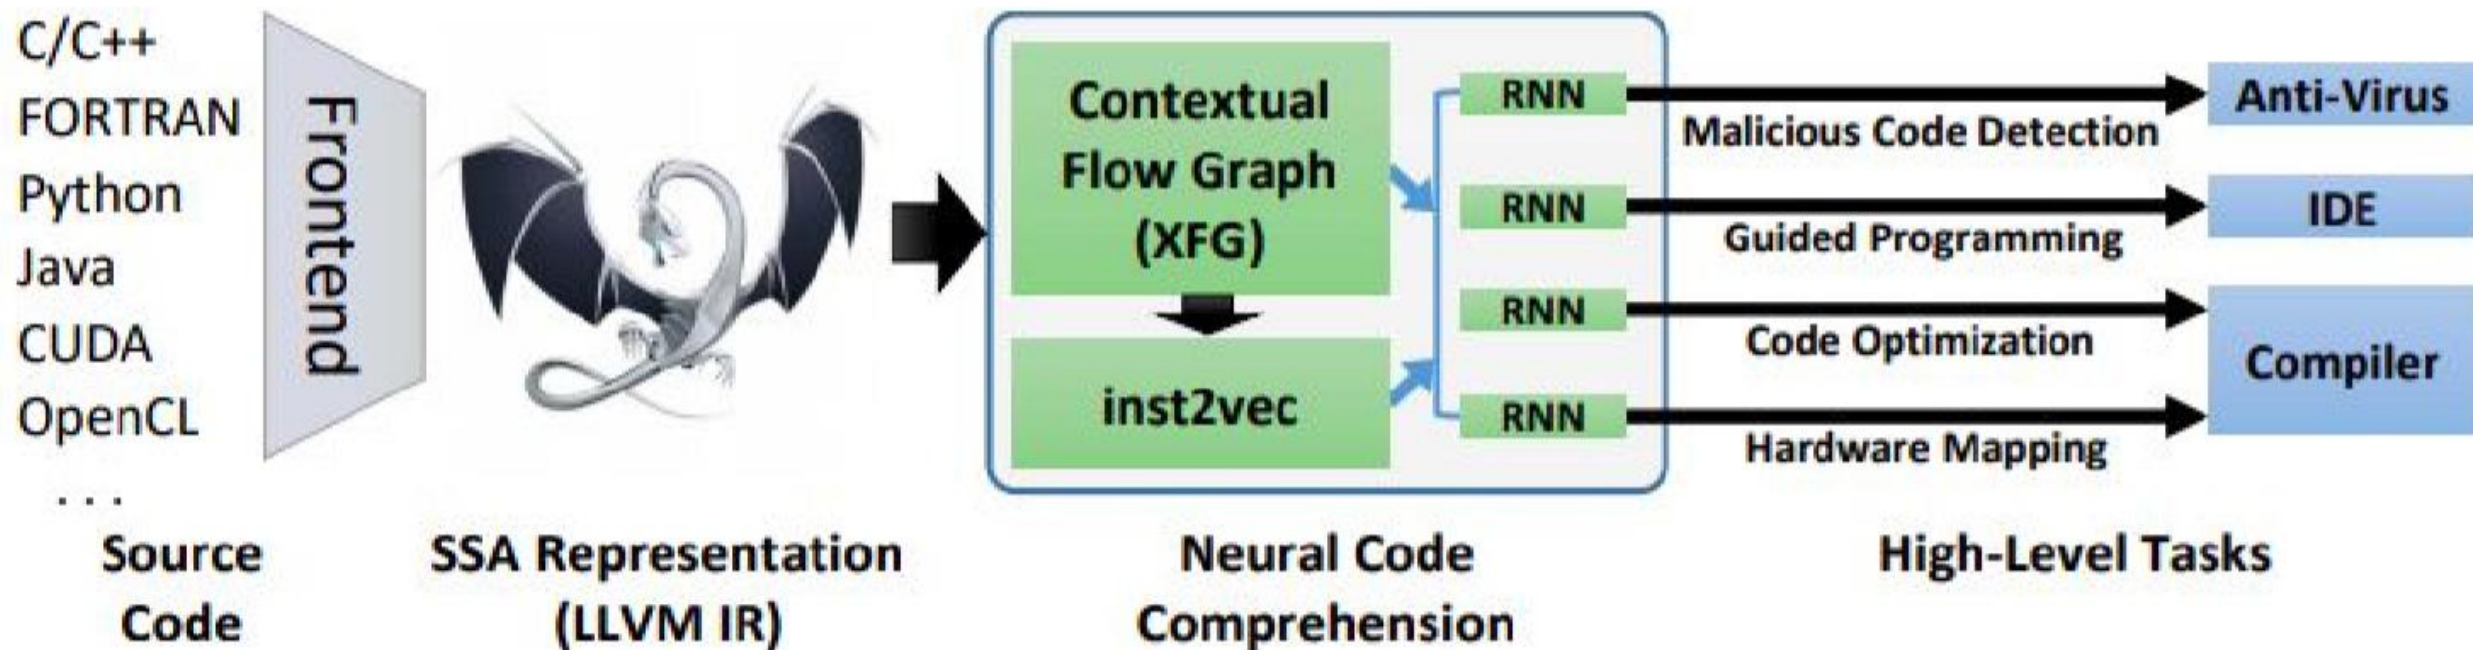 C/C++
FORTRAN
Python
Java
CUDA
OpenCL
. . .
Source
Code
Frontend
SSA Representation
(LLVM IR)
Contextual
Flow Graph
(XFG)
inst2vec
RNN
RNN
RNN
RNN
Neural Code
Comprehension
Malicious Code Detection
Guided Programming
Code Optimization
Hardware Mapping
Anti-Virus
IDE
Compiler
High-Level Tasks